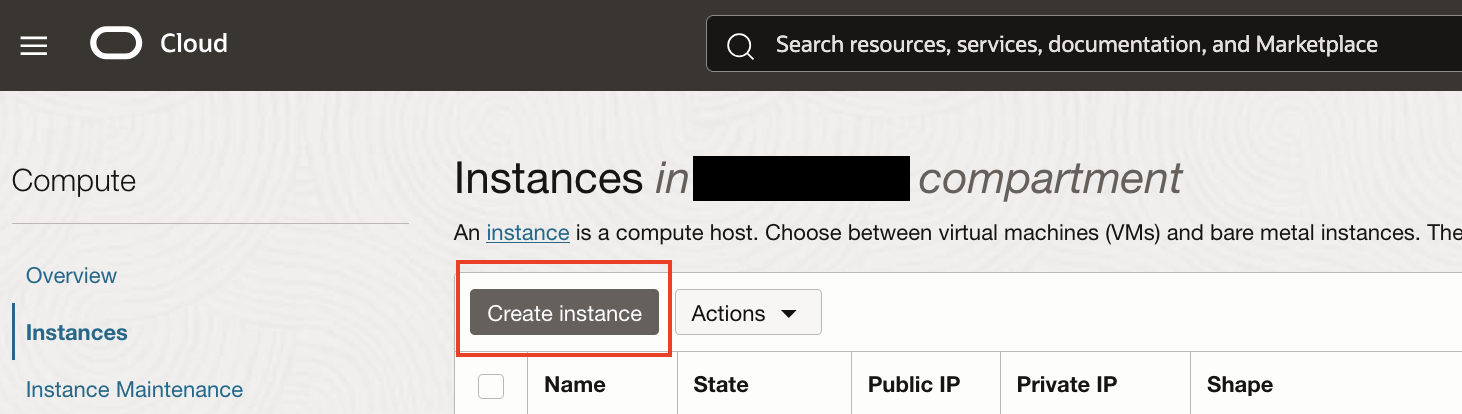 Cloud
Search resources, services, documentation, and Marketplace
Compute
Overview
Instances
Instance Maintenance
Instances in compartment
An instance is a compute host. Choose between virtual machines (VMs) and bare metal instances. The
Create instance
Actions
Name State Public IP Private IP Shape